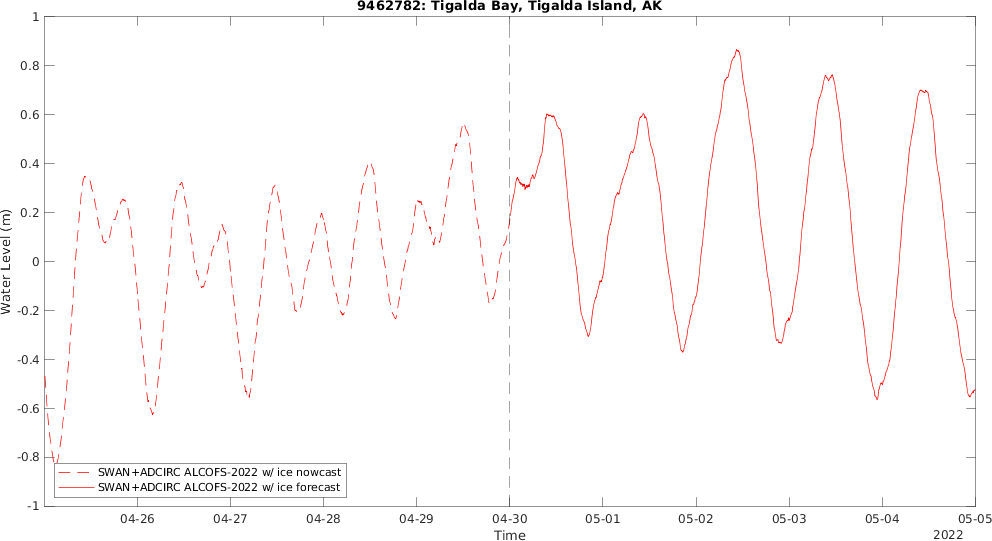 9462782: Tigalda Bay, Tigalda Island, AK
1
0.8
0.6
0.4
0.2
0
-0.2
-0.4
-0.6
-0.8
-1
Water Level (m)
SWAN+ADCIRC ALCOFS-2022 w/ ice nowcast
SWAN+ADCIRC ALCOFS-2022 w/ ice forecast
04-26 04-27 04-28 04-29 04-30 05-01 05-02 05-03 05-04 05-05
Time
2022